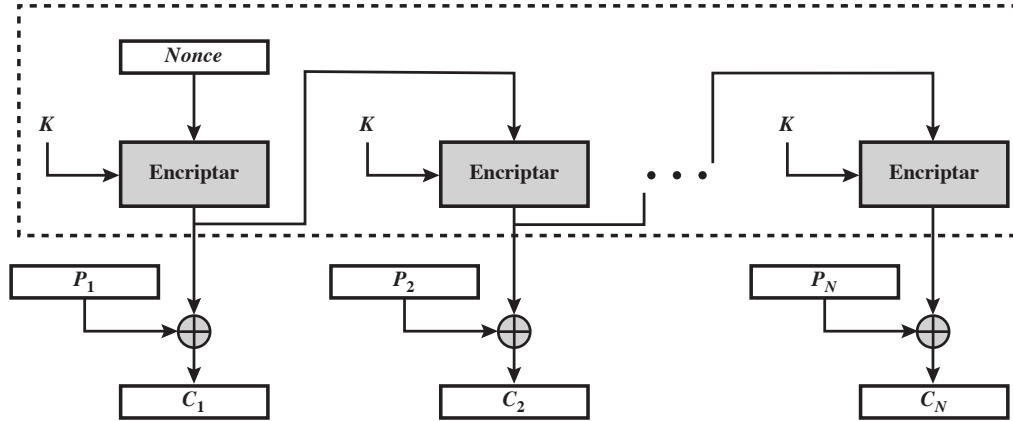 Nonce
K
K
K
Encriptar
Encriptar
Encriptar
P1
P2
PN
C1
C2
CN